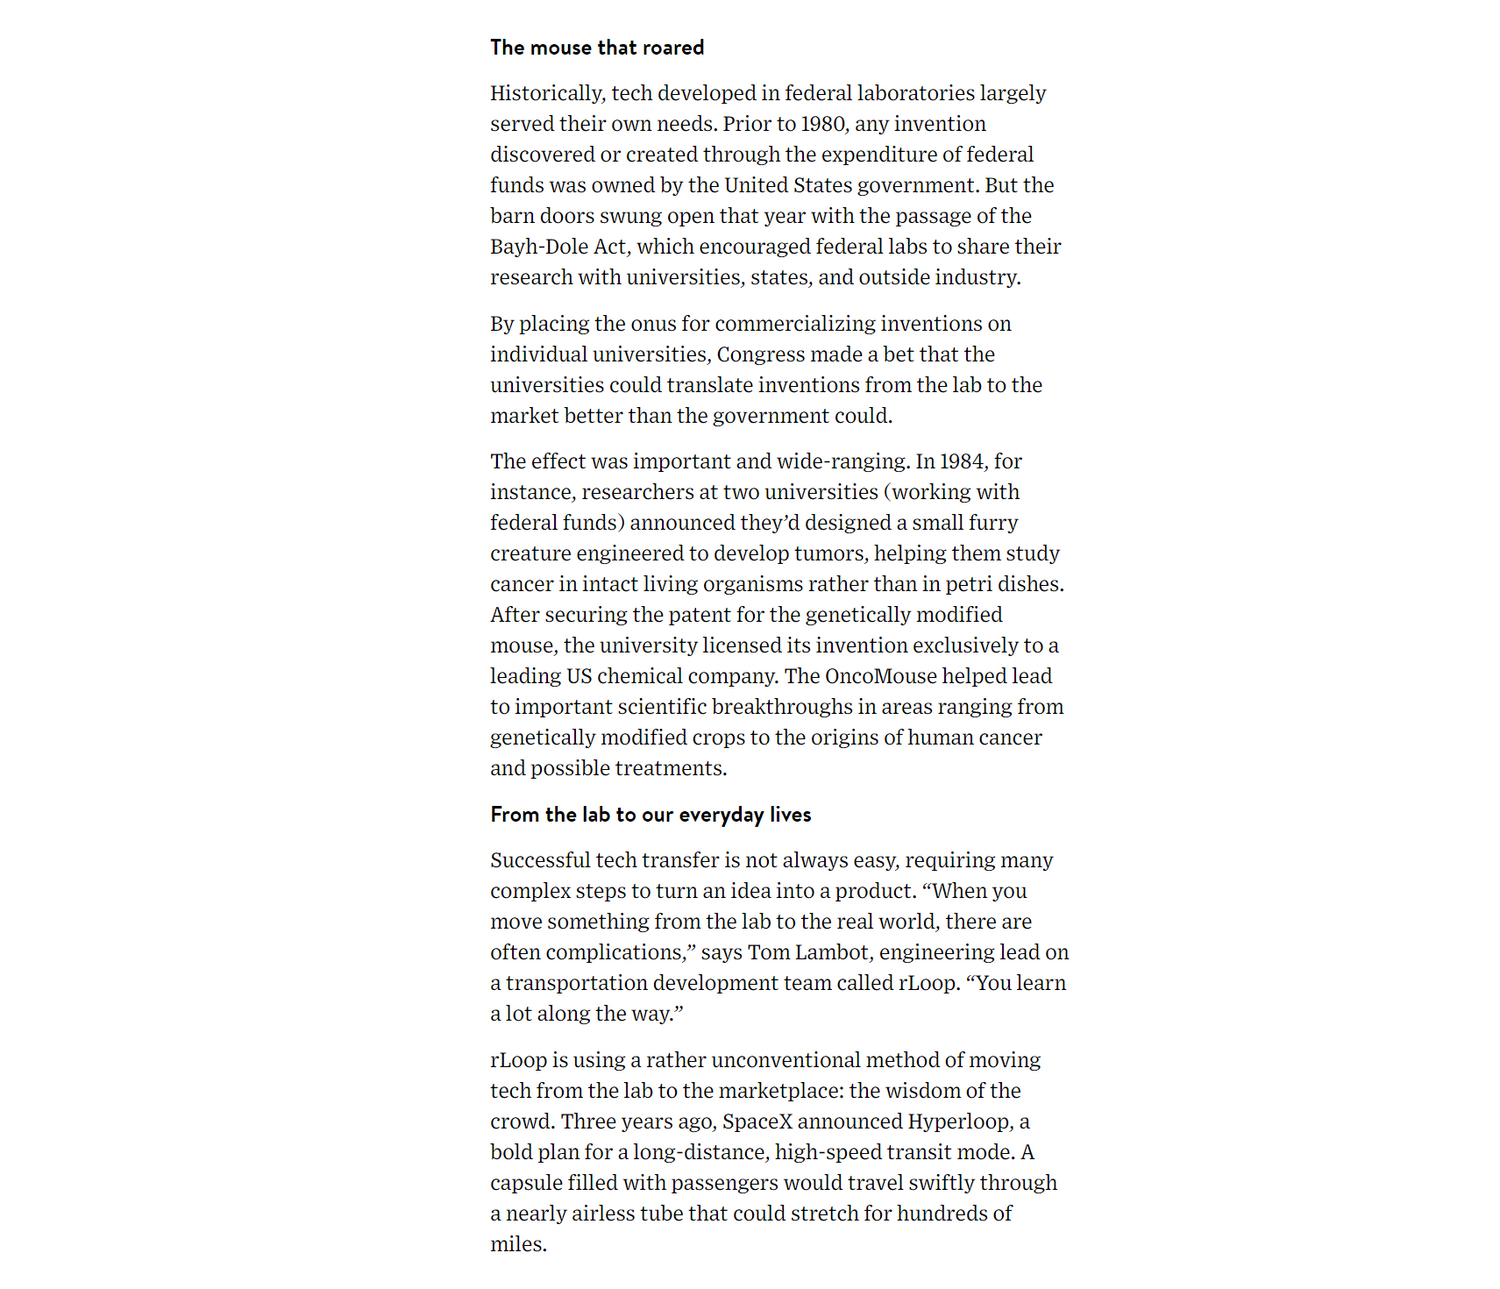 The mouse that roared
Historically, tech developed in federal laboratories largely
served their own needs. Prior to 1980, any invention
discovered or created through the expenditure of federal
funds was owned by the United States government. But the
barn doors swung open that year with the passage of the
Bayh-Dole Act, which encouraged federal labs to share their
research with universities, states, and outside industry.
By placing the onus for commercializing inventions on
individual universities, Congress made a bet that the
universities could translate inventions from the lab to the
market better than the government could.
The effect was important and wide-ranging. In 1984, for
instance, researchers at two universities (working with
federal funds) announced they’d designed a small furry
creature engineered to develop tumors, helping them study
cancer in intact living organisms rather than in petri dishes.
After securing the patent for the genetically modified
mouse, the university licensed its invention exclusively to a
leading US chemical company. The OncoMouse helped lead
to important scientific breakthroughs in areas ranging from
genetically modified crops to the origins of human cancer
and possible treatments.
From the lab to our everyday lives
Successful tech transfer is not always easy, requiring many
complex steps to turn an idea into a product. “When you
move something from the lab to the real world, there are
often complications,” says Tom Lambot, engineering lead on
a transportation development team called rLoop. “You learn
a lot along the way.”
rLoop is using a rather unconventional method of moving
tech from the lab to the marketplace: the wisdom of the
crowd. Three years ago, SpaceX announced Hyperloop, a
bold plan for a long-distance, high-speed transit mode. A
capsule filled with passengers would travel swiftly through
a nearly airless tube that could stretch for hundreds of
miles.